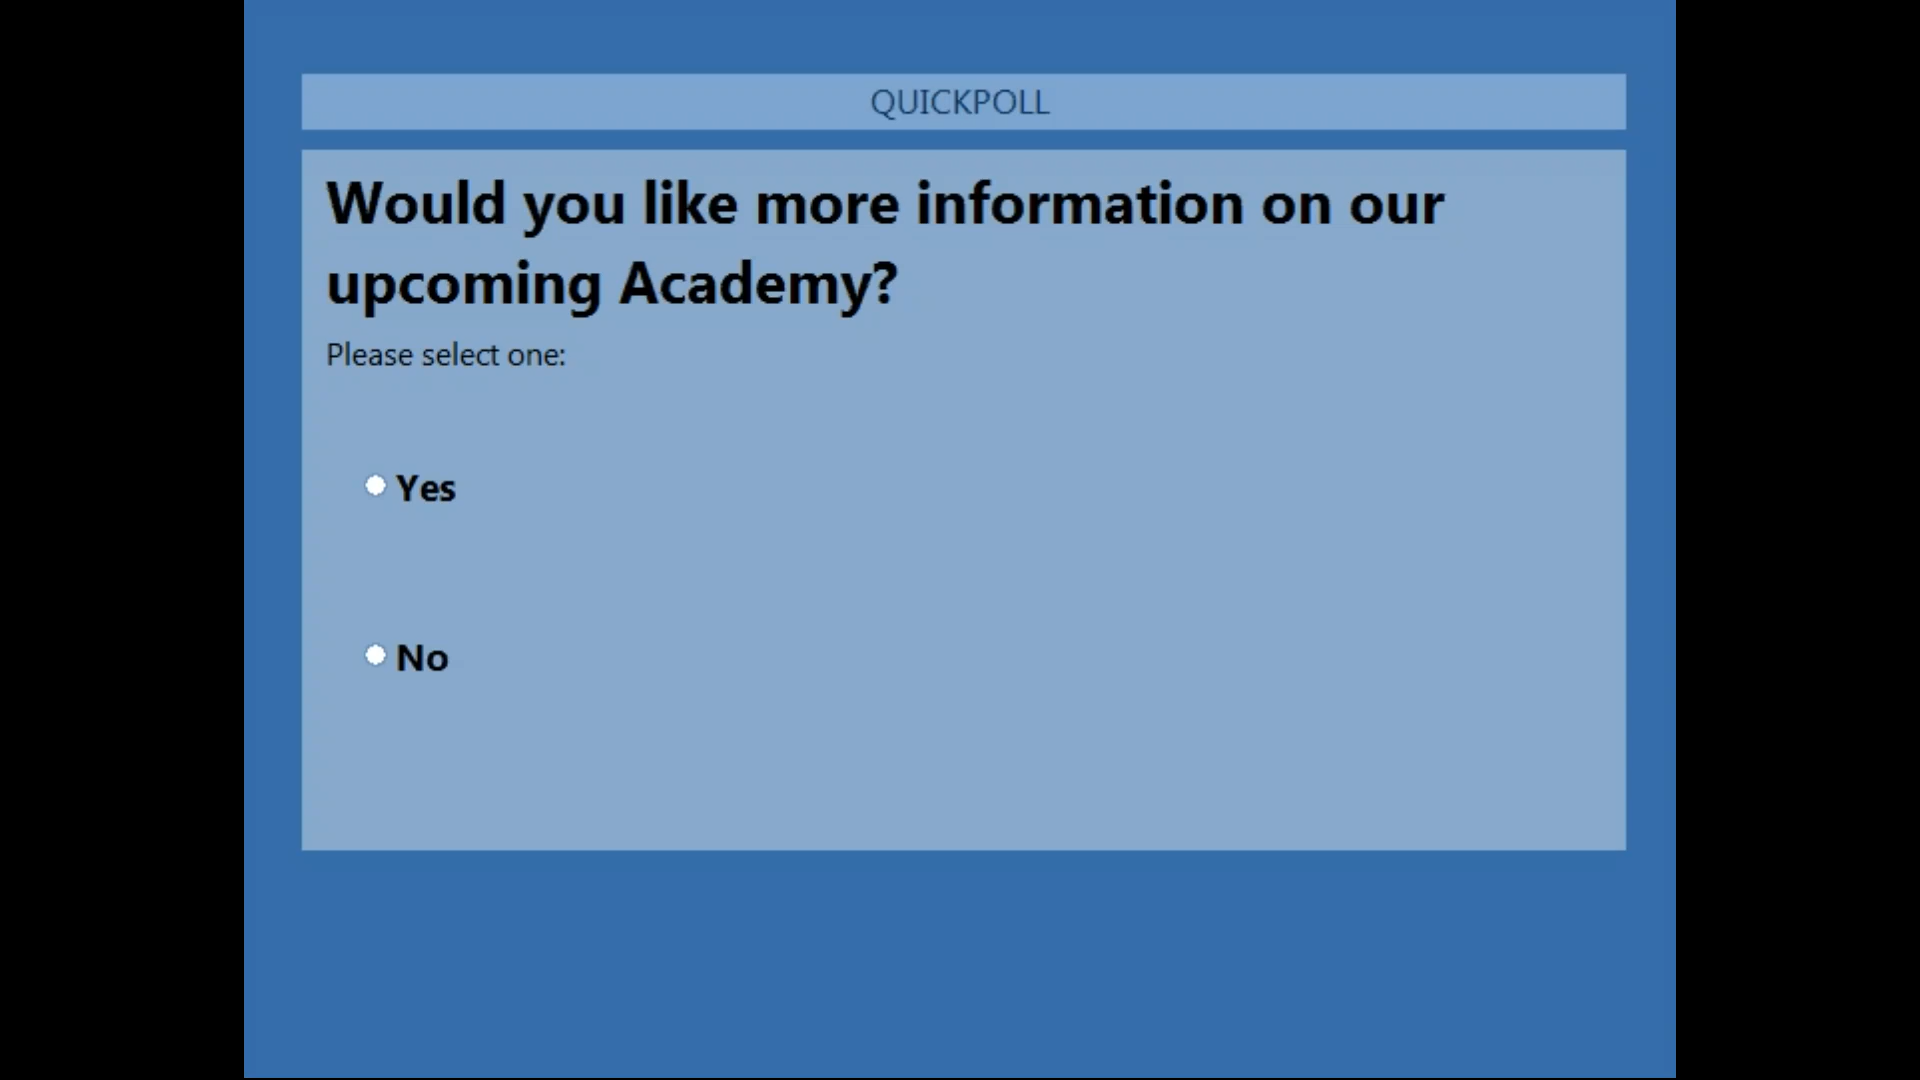 QUICKPOLL
Would you like more information on our
upcoming Academy?
Please select one:
Yes
No